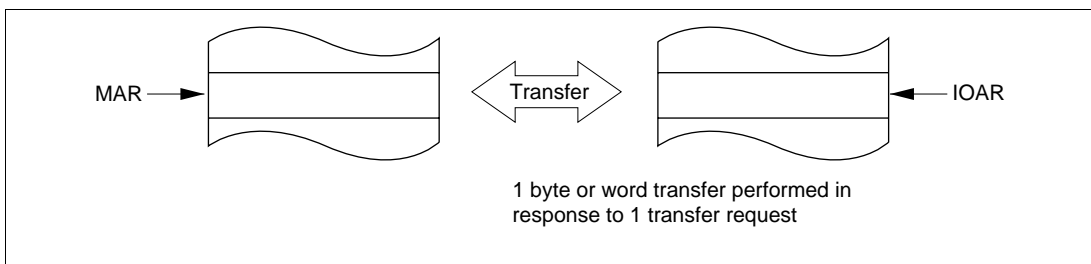 MAR
Transfer
IOAR
1 byte or word transfer performed in
response to 1 transfer request